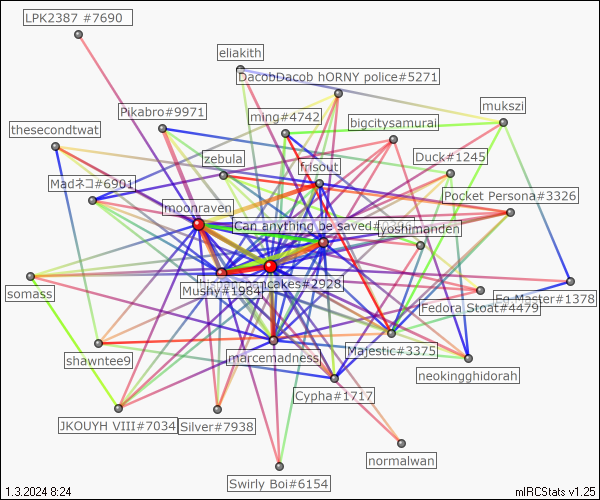 LPK2387 #7690
eliakith
DacobDacob hORNY police#5271
mukszi
Pikabro#9971
ming#4742
bigcitysamurai
thesecondtwat
zebula
frisout
Duck#1245
Madネコ#6901
Pocket Persona#3326
moonraven
Can anything be saved#
yoshimanden
somass
Mushy#1984
cakes#2928
Fedora Stoat#4479
Eg Master#1378
shawntee9
marcemadness
Majestic#3375
neokingghidorah
Cypha#1717
JKOUYH VIII#7034
Silver#7938
normalwan
Swirly Boi#6154
1.3.2024 8:24
mIRCStats v1.25